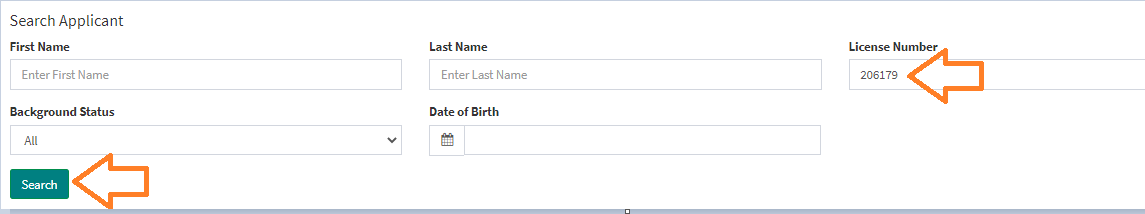 Search Applicant
First Name Last Name License Number
Enter First Name Enter Last Name 206179
Background Status Date of Birth
All
Search